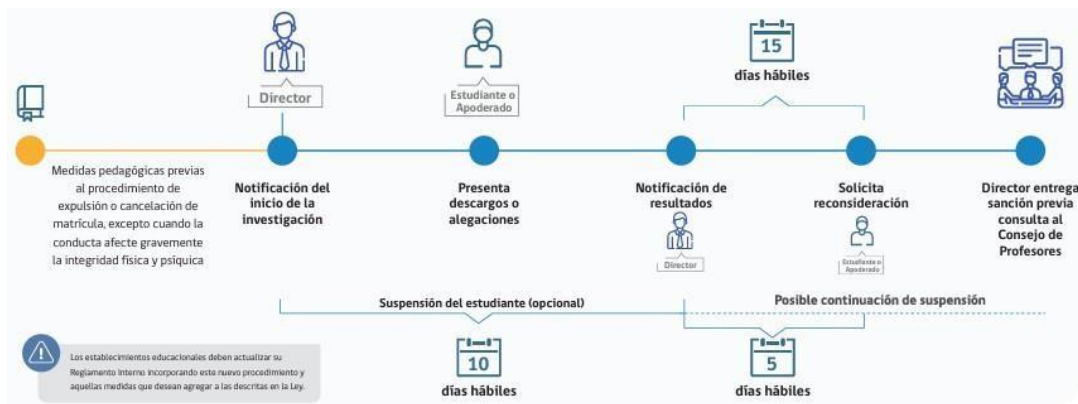 15
días hábiles
Director
Estudiante o
Apoderado
Medidas pedagógicas previas
al procedimiento de
expulsión o cancelación de
matrícula, excepto cuando la
conducta afecte gravemente
la integridad física y psíquica
Notificación del
inicio de la
investigación
Presenta
descargos o
alegaciones
Notificación de
resultados
Director
Solicita
reconsideración
Estudiante o
Apoderado
Director entrega
sanción previa
consulta al
Consejo de
Profesores
Suspensión del estudiante (opcional)
Posible continuación de suspensión
10
días hábiles
5
días hábiles
Los establecimientos educacionales deben actualizar su
Reglamento Interno incorporando este nuevo procedimiento y
aquellas medidas que desean agregar a las descritas en la Ley.